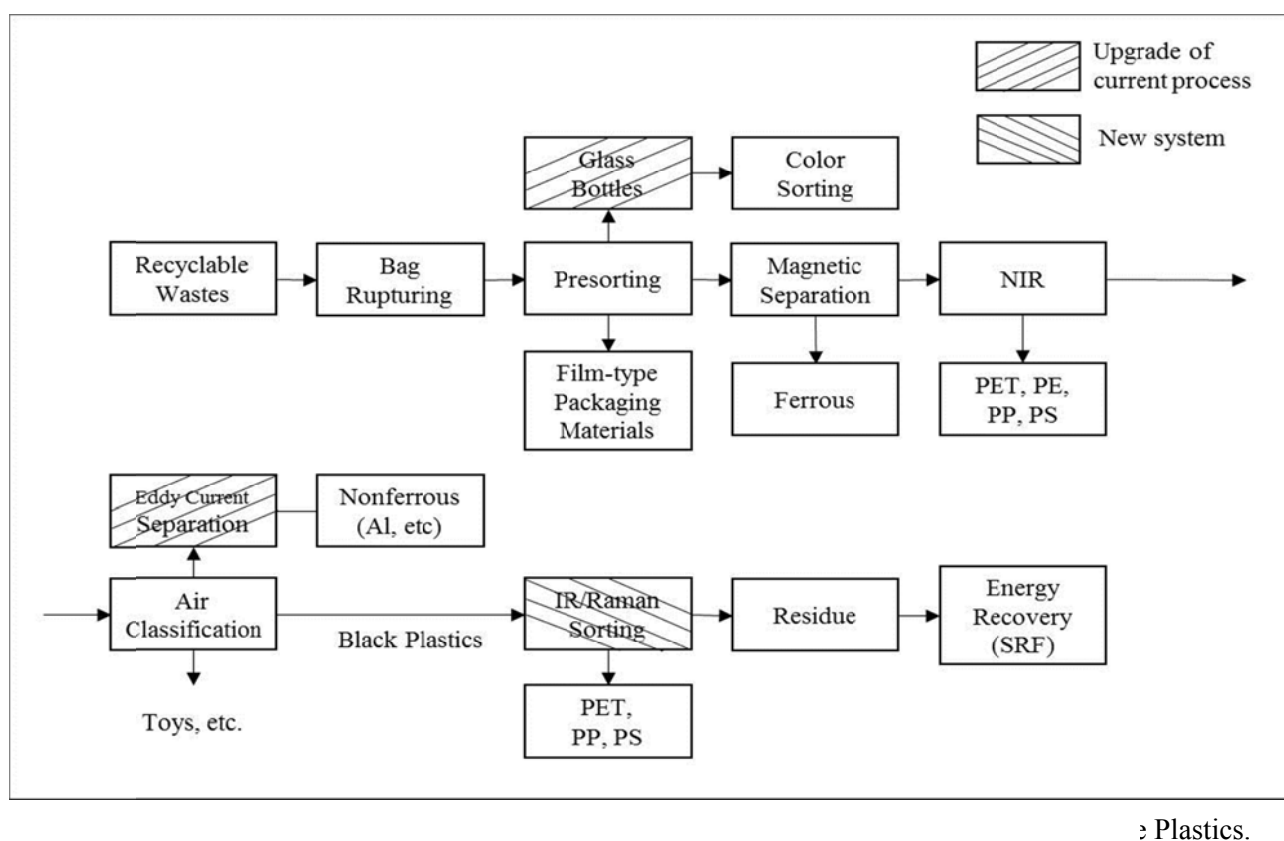 Upgrade of
current process
New system
Glass
Bottles
Color
Sorting
Recyclable
Wastes
Bag
Rupturing
Presorting
Magnetic
Separation
NIR
Film-type
Packaging
Materials
Ferrous
PET, PE,
PP, PS
Eddy Current
Separation
Nonferrous
(Al, etc)
Air
Classification
Black Plastics
IR/Raman
Sorting
Residue
Energy
Recovery
(SRF)
Toys, etc.
PET,
PP, PS
Plastics.